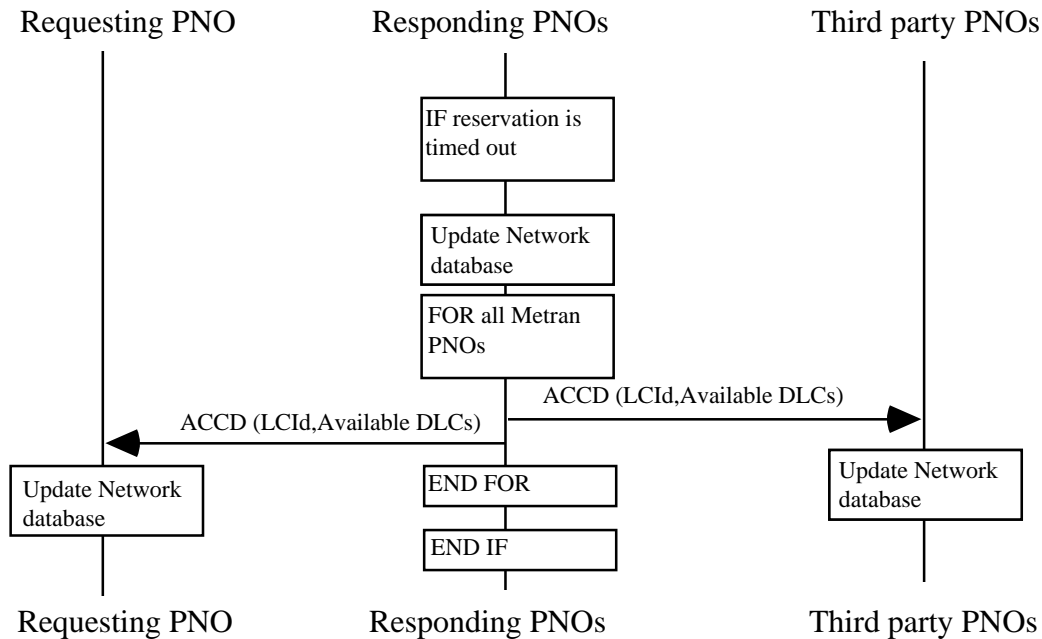 Requesting PNO
Responding PNOs
Third party PNOs
IF reservation is
timed out
Update Network
database
FOR all Metran
PNOs
ACCD (LCId,Available DLCs)
ACCD (LCId,Available DLCs)
Update Network
database
END FOR
Update Network
database
END IF
Requesting PNO
Responding PNOs
Third party PNOs